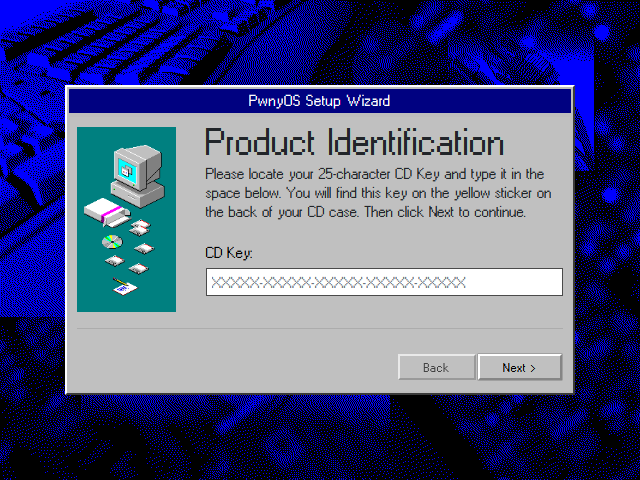 PwnyOS Setup Wizard
Product Identification
Please locate your 25-character CD Key and type it in the
space below. You will find this key on the yellow sticker on
the back of your CD case. Then click Next to continue.
CD Key:
XXXXX-XXXXX-XXXXX-XXXXX-XXXXX
Back
Next >